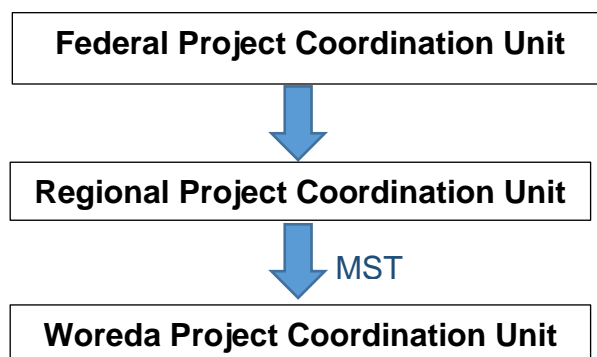 Federal Project Coordination Unit
Regional Project Coordination Unit
MST
Woreda Project Coordination Unit